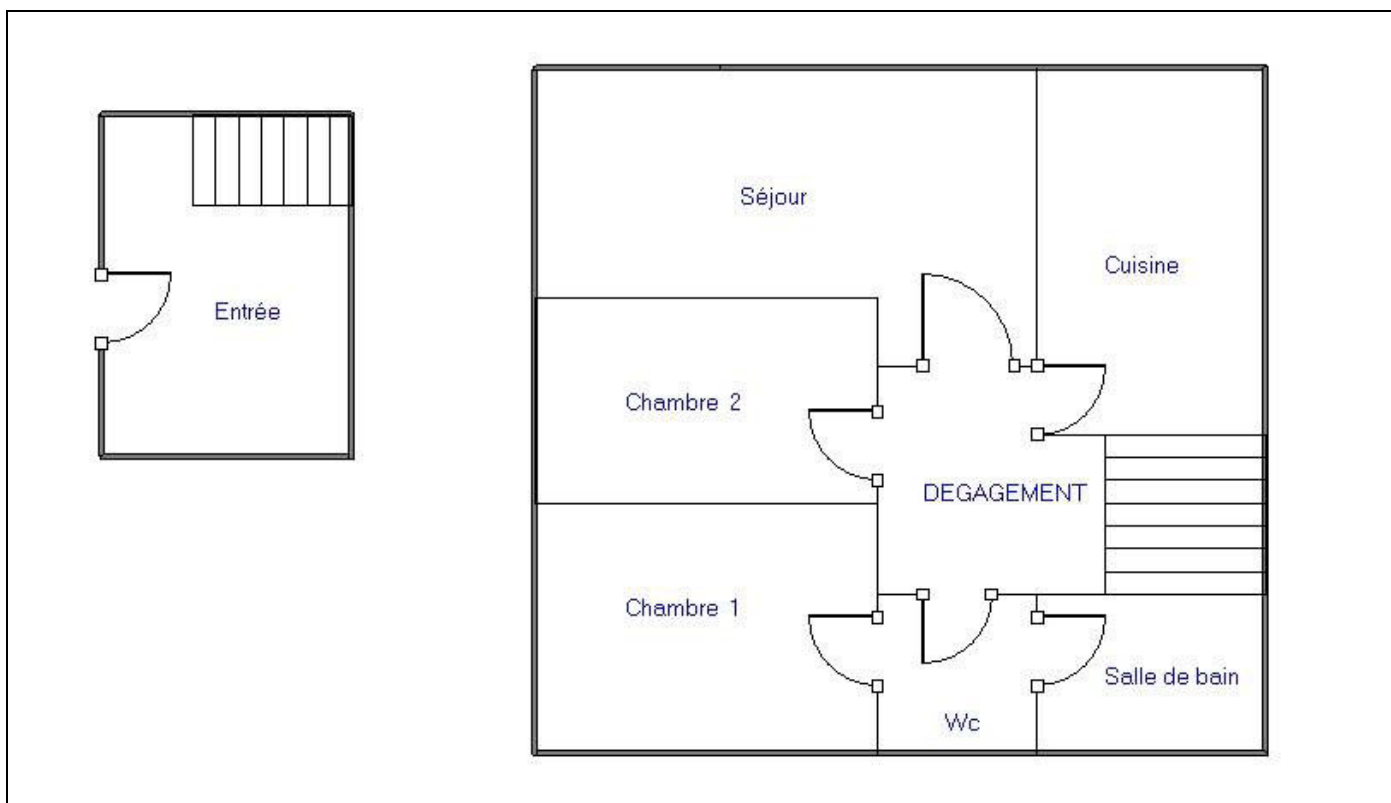 Séjour
Cuisine
Entrée
Chambre 2
DEGAGEMENT
Chambre 1
Salle de bain
Wc